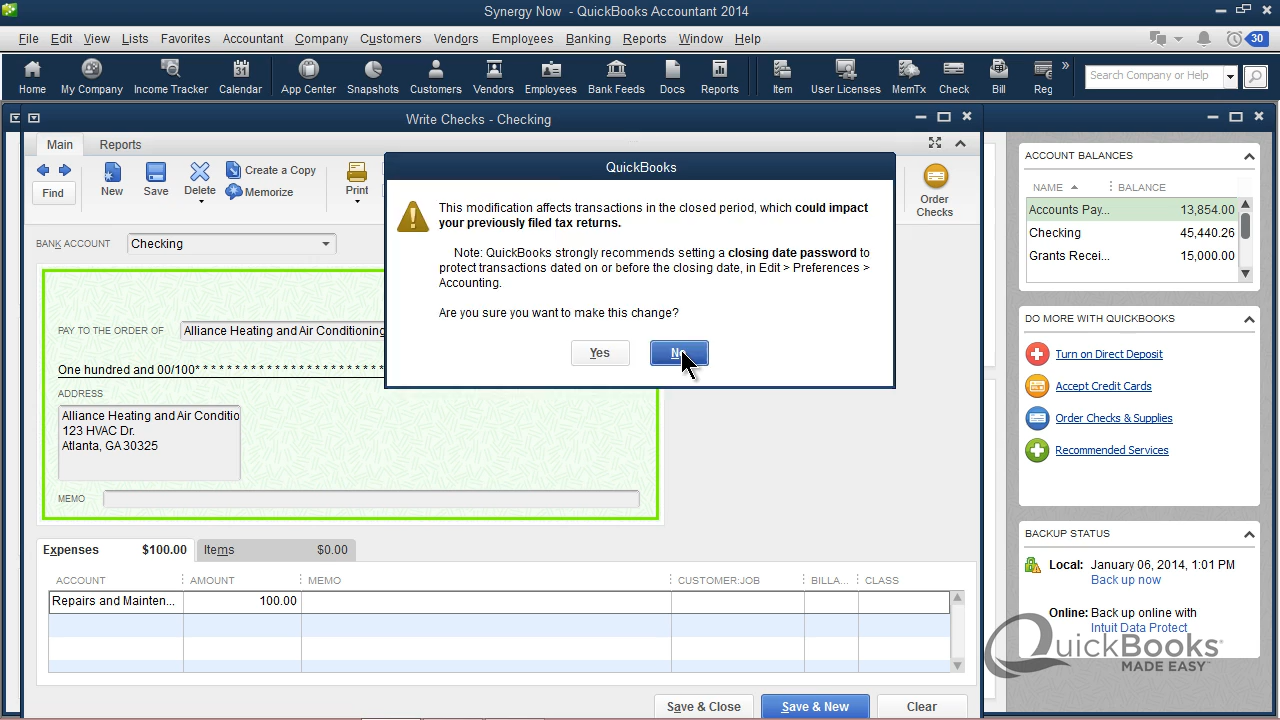 Synergy Now - QuickBooks Accountant 2014
File Edit View Lists Favorites Accountant Company Customers Vendors Employees Banking Reports Window Help
30
Home My Company Income Tracker Calendar App Center Snapshots Customers Vendors Employees Bank Feeds Docs Reports Item User Licenses MemTx Check Bill Reg
31
Search Company or Help
Write Checks - Checking
Main Reports
Find
New Save Delete
Create a Copy
Memorize
Print
Order
Checks
BANK ACCOUNT Checking
PAY TO THE ORDER OF Alliance Heating and Air Conditioning
One hundred and 00/100* * * * * * * * * * * * * * * * * * * * * * * * * *
ADDRESS
Alliance Heating and Air Conditio
123 HVAC Dr.
Atlanta, GA 30325
MEMO
QuickBooks
This modification affects transactions in the closed period, which could impact
your previously filed tax returns.
Note: QuickBooks strongly recommends setting a closing date password to
protect transactions dated on or before the closing date, in Edit > Preferences >
Accounting.
Are you sure you want to make this change?
Yes No
Expenses $100.00 Items $0.00
ACCOUNT AMOUNT MEMO CUSTOMER:JOB BILLA... CLASS
Repairs and Mainten... 100.00
Save & Close Save & New Clear
ACCOUNT BALANCES
NAME BALANCE
Accounts Pay... 13,854.00
Checking 45,440.26
Grants Recei... 15,000.00
DO MORE WITH QUICKBOOKS
Turn on Direct Deposit
Accept Credit Cards
Order Checks & Supplies
Recommended Services
BACKUP STATUS
Local: January 06, 2014, 1:01 PM
Back up now
Online: Back up online with
Intuit Data Protect
QuickBooks
MADE EASY™